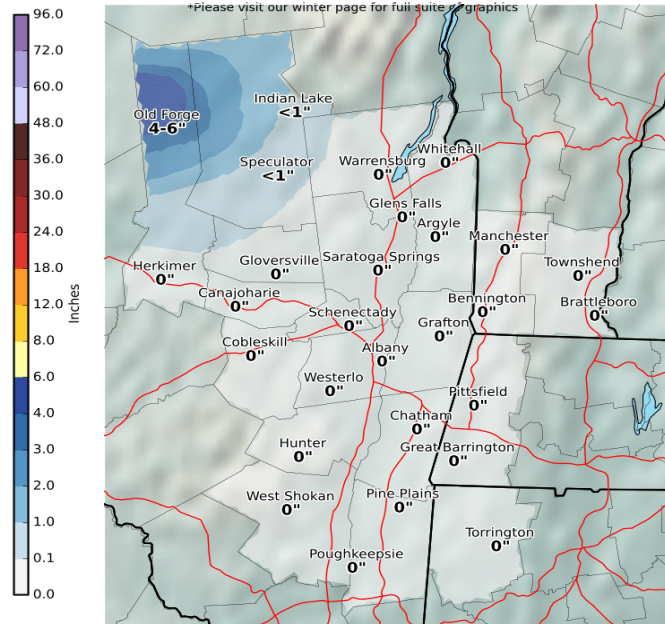 *Please visit our winter page for full suite of graphics
96.0
72.0
60.0
48.0
36.0
30.0
24.0
18.0
12.0
8.0
6.0
4.0
3.0
2.0
1.0
0.1
0.0
Inches
Old Forge
4-6"
Indian Lake
<1"
Speculator
<1"
Warrensburg
0"
Whitehall
0"
Glens Falls
0"
Argyle
0"
Manchester
0"
Herkimer
0"
Gloversville
0"
Saratoga Springs
0"
Townshend
0"
Canajoharie
0"
Schenectady
0"
Bennington
0"
Brattleboro
0"
Grafton
0"
Cobleskill
0"
Albany
0"
Westerlo
0"
Pittsfield
0"
Chatham
0"
Hunter
0"
Great Barrington
0"
West Shokan
0"
Pine Plains
0"
Torrington
0"
Poughkeepsie
0"